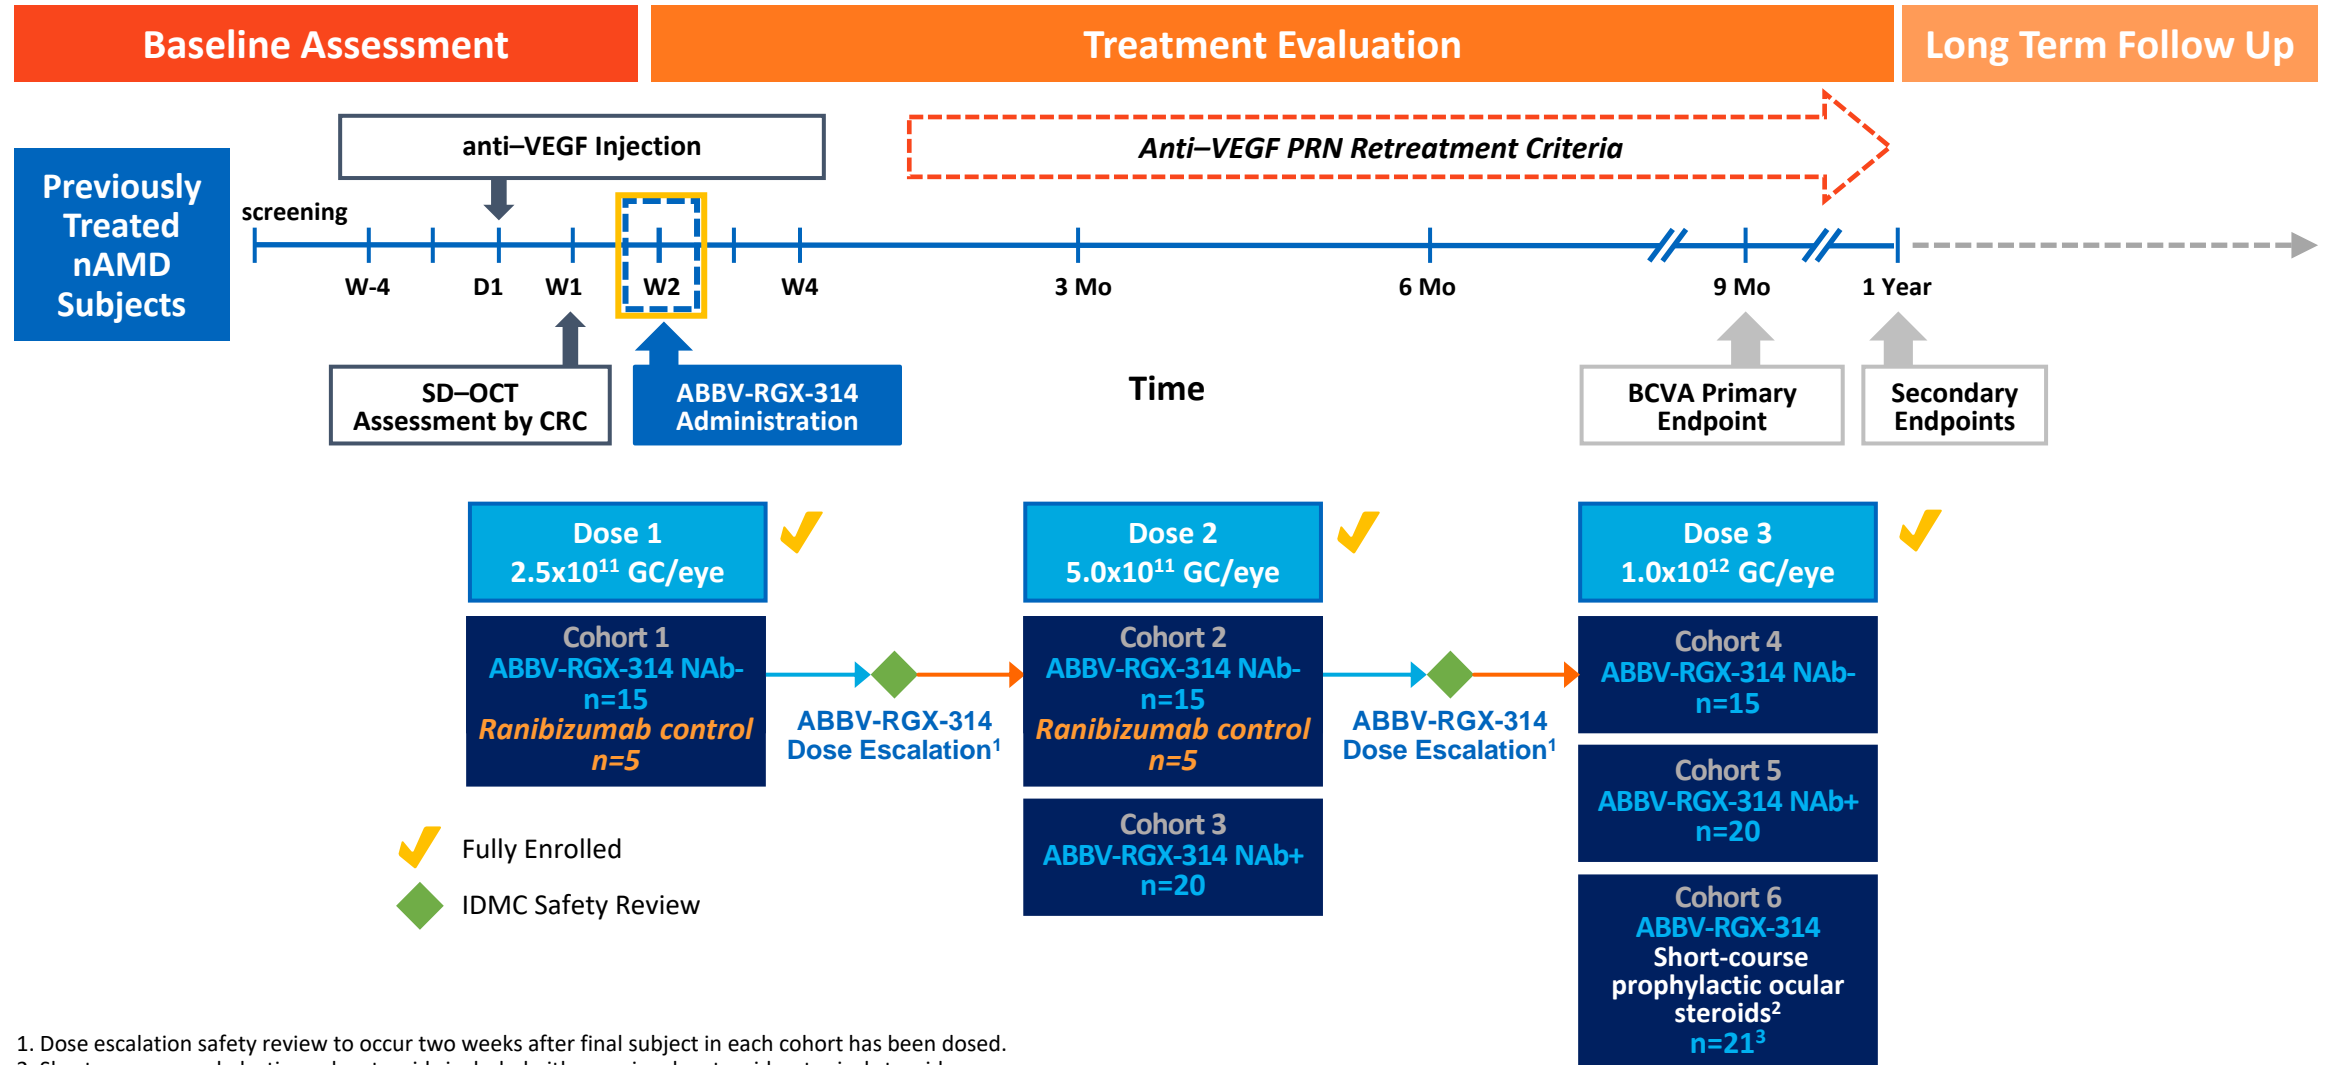 Baseline Assessment
Treatment Evaluation
Long Term Follow Up
anti–VEGF Injection
Anti–VEGF PRN Retreatment Criteria
Previously
Treated
nAMD
Subjects
screening
W-4
D1
W1
W2
W4
3 Mo
6 Mo
9 Mo
1 Year
SD–OCT
Assessment by CRC
ABBV-RGX-314
Administration
Time
BCVA Primary
Endpoint
Secondary
Endpoints
Dose 1
2.5x10¹¹ GC/eye
Dose 2
5.0x10¹¹ GC/eye
Dose 3
1.0x10¹² GC/eye
Cohort 1
ABBV-RGX-314 NAb-
n=15
Ranibizumab control
n=5
ABBV-RGX-314
Dose Escalation¹
Cohort 2
ABBV-RGX-314 NAb-
n=15
Ranibizumab control
n=5
ABBV-RGX-314
Dose Escalation¹
Cohort 4
ABBV-RGX-314 NAb-
n=15
Cohort 3
ABBV-RGX-314 NAb+
n=20
Cohort 5
ABBV-RGX-314 NAb+
n=20
Cohort 6
ABBV-RGX-314
Short-course
prophylactic ocular
steroids²
n=21³
Fully Enrolled
IDMC Safety Review
1. Dose escalation safety review to occur two weeks after final subject in each cohort has been dosed.